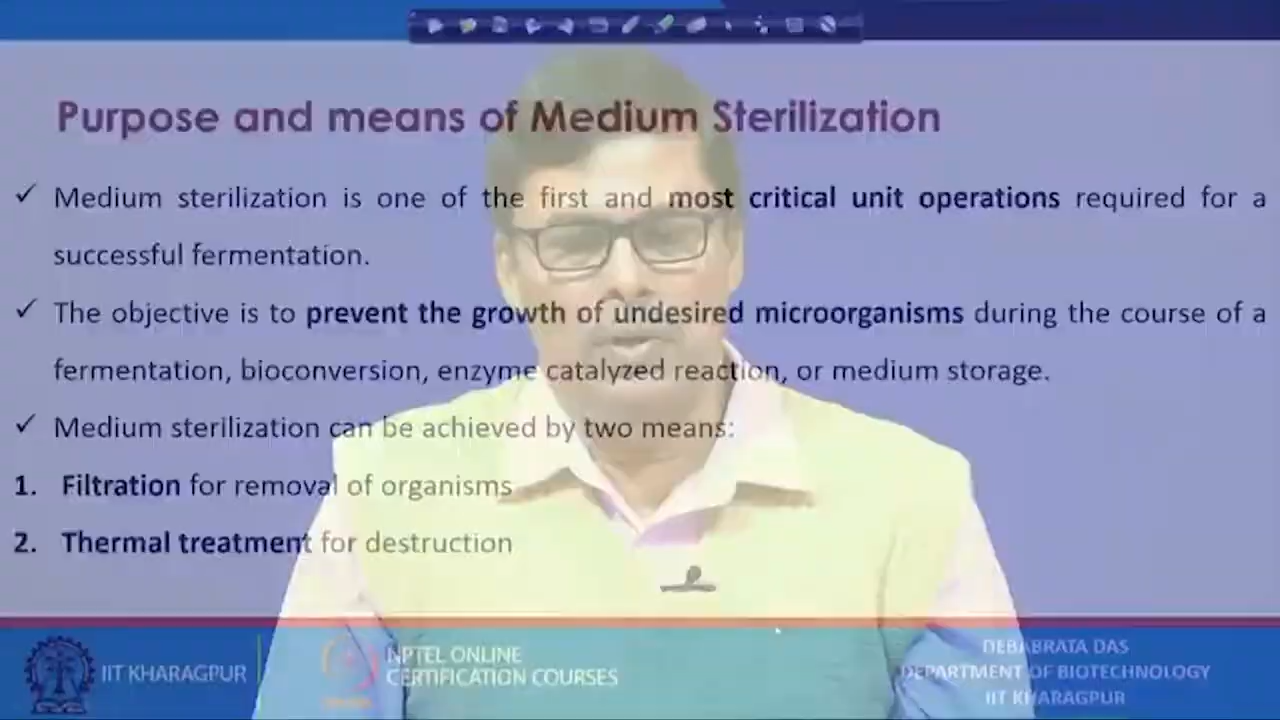 Purpose and means of Medium Sterilization
✓ Medium sterilization is one of the first and most critical unit operations required for a
successful fermentation.
✓ The objective is to prevent the growth of undesired microorganisms during the course of a
fermentation, bioconversion, enzyme catalyzed reaction, or medium storage.
✓ Medium sterilization can be achieved by two means:
1. Filtration for removal of organisms
2. Thermal treatment for destruction
IIT KHARAGPUR
NPTEL ONLINE
CERTIFICATION COURSES
DEBABRATA DAS
DEPARTMENT OF BIOTECHNOLOGY
IIT KHARAGPUR